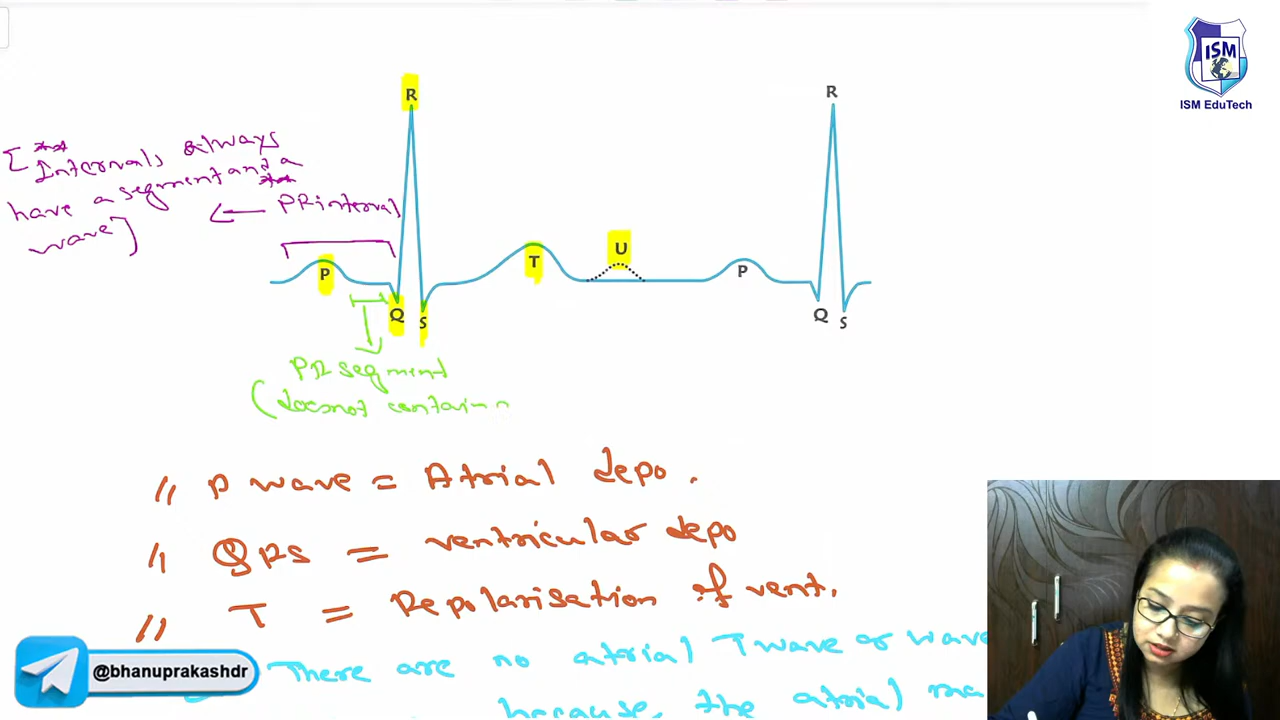 ISM
ISM EduTech
R
R
[** Intervals always
have a segment and a **
wave]
← PR interval
P
Q
S
T
U
P
Q
S
PR segment
(does not contain
// P wave = Atrial depo.
// QRS = ventricular depo
// T = Repolarisation of vent.
There are no atrial T wave or wave
because the atrial
@bhanuprakashdr